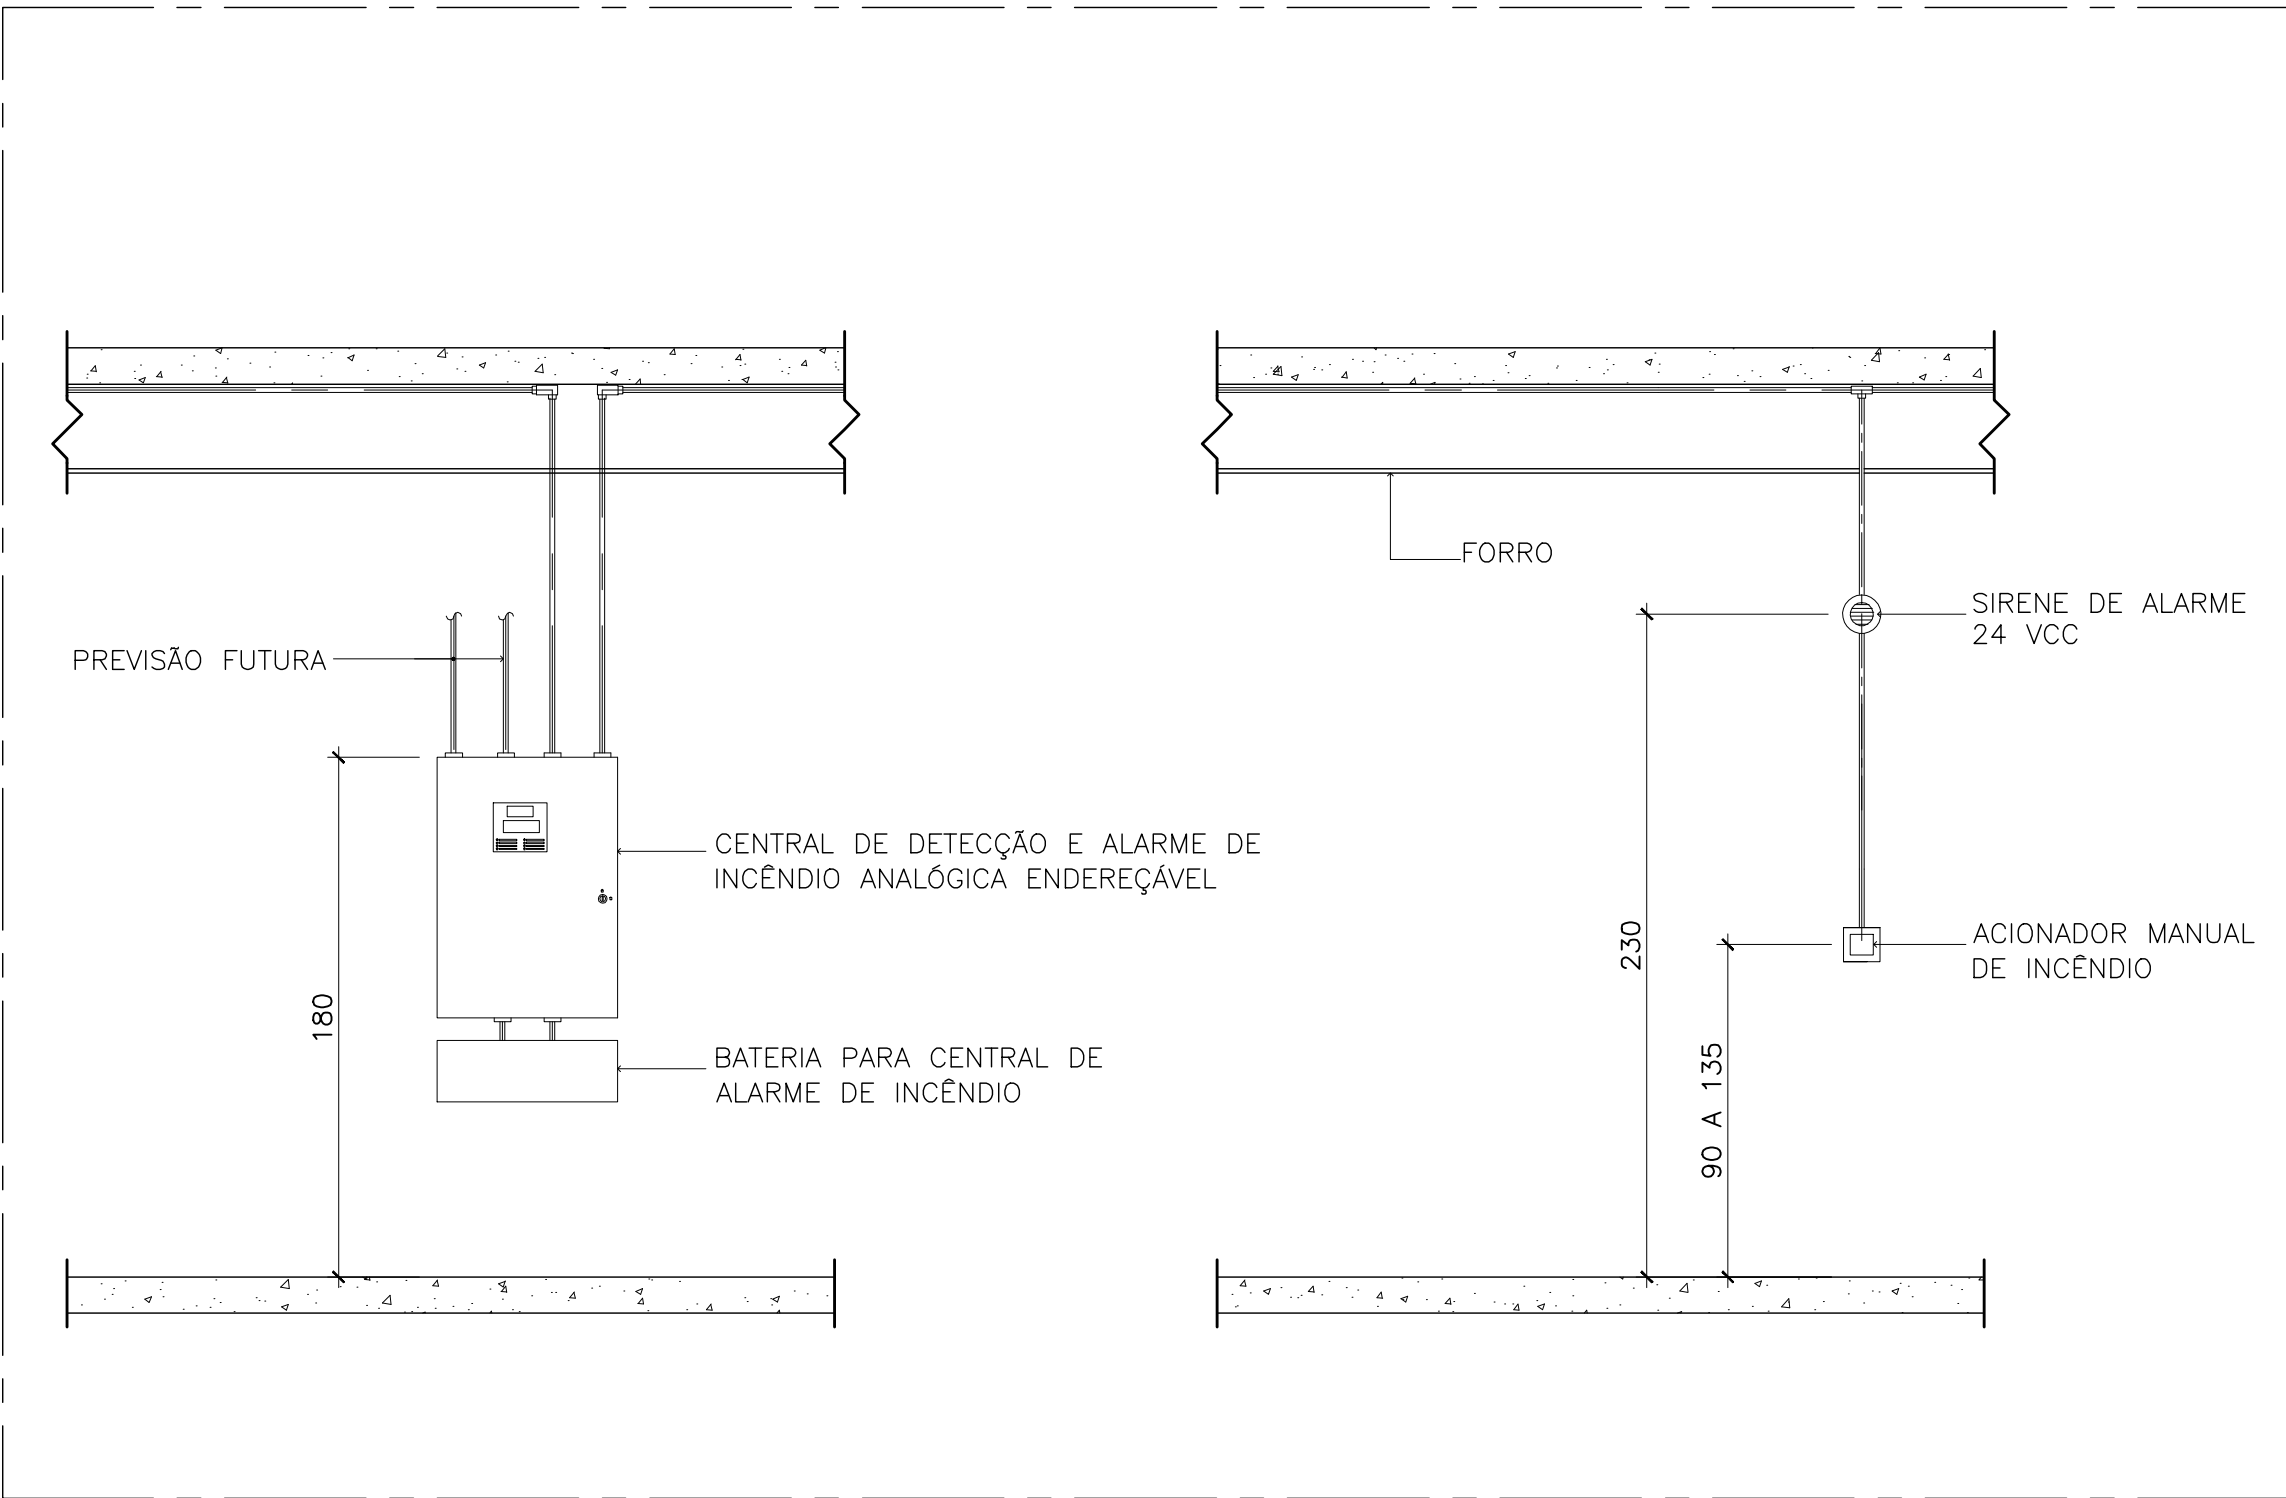 PREVISÃO FUTURA
180
CENTRAL DE DETECÇÃO E ALARME DE
INCÊNDIO ANALÓGICA ENDEREÇÁVEL
BATERIA PARA CENTRAL DE
ALARME DE INCÊNDIO
FORRO
SIRENE DE ALARME
24 VCC
230
ACIONADOR MANUAL
DE INCÊNDIO
90 A 135